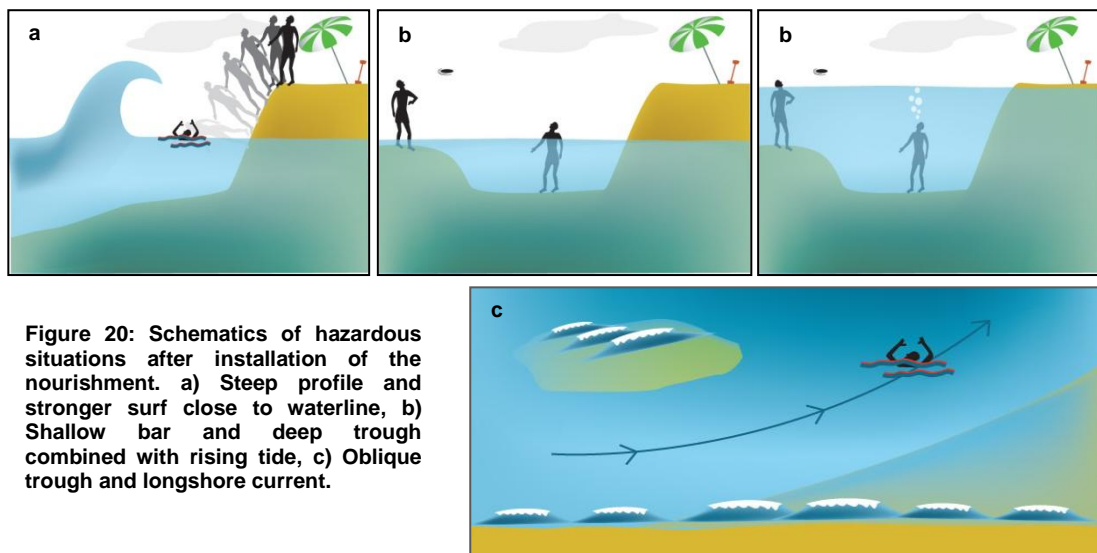 a
b
b
c
Figure 20: Schematics of hazardous
situations after installation of the
nourishment. a) Steep profile and
stronger surf close to waterline, b)
Shallow bar and deep trough
combined with rising tide, c) Oblique
trough and longshore current.